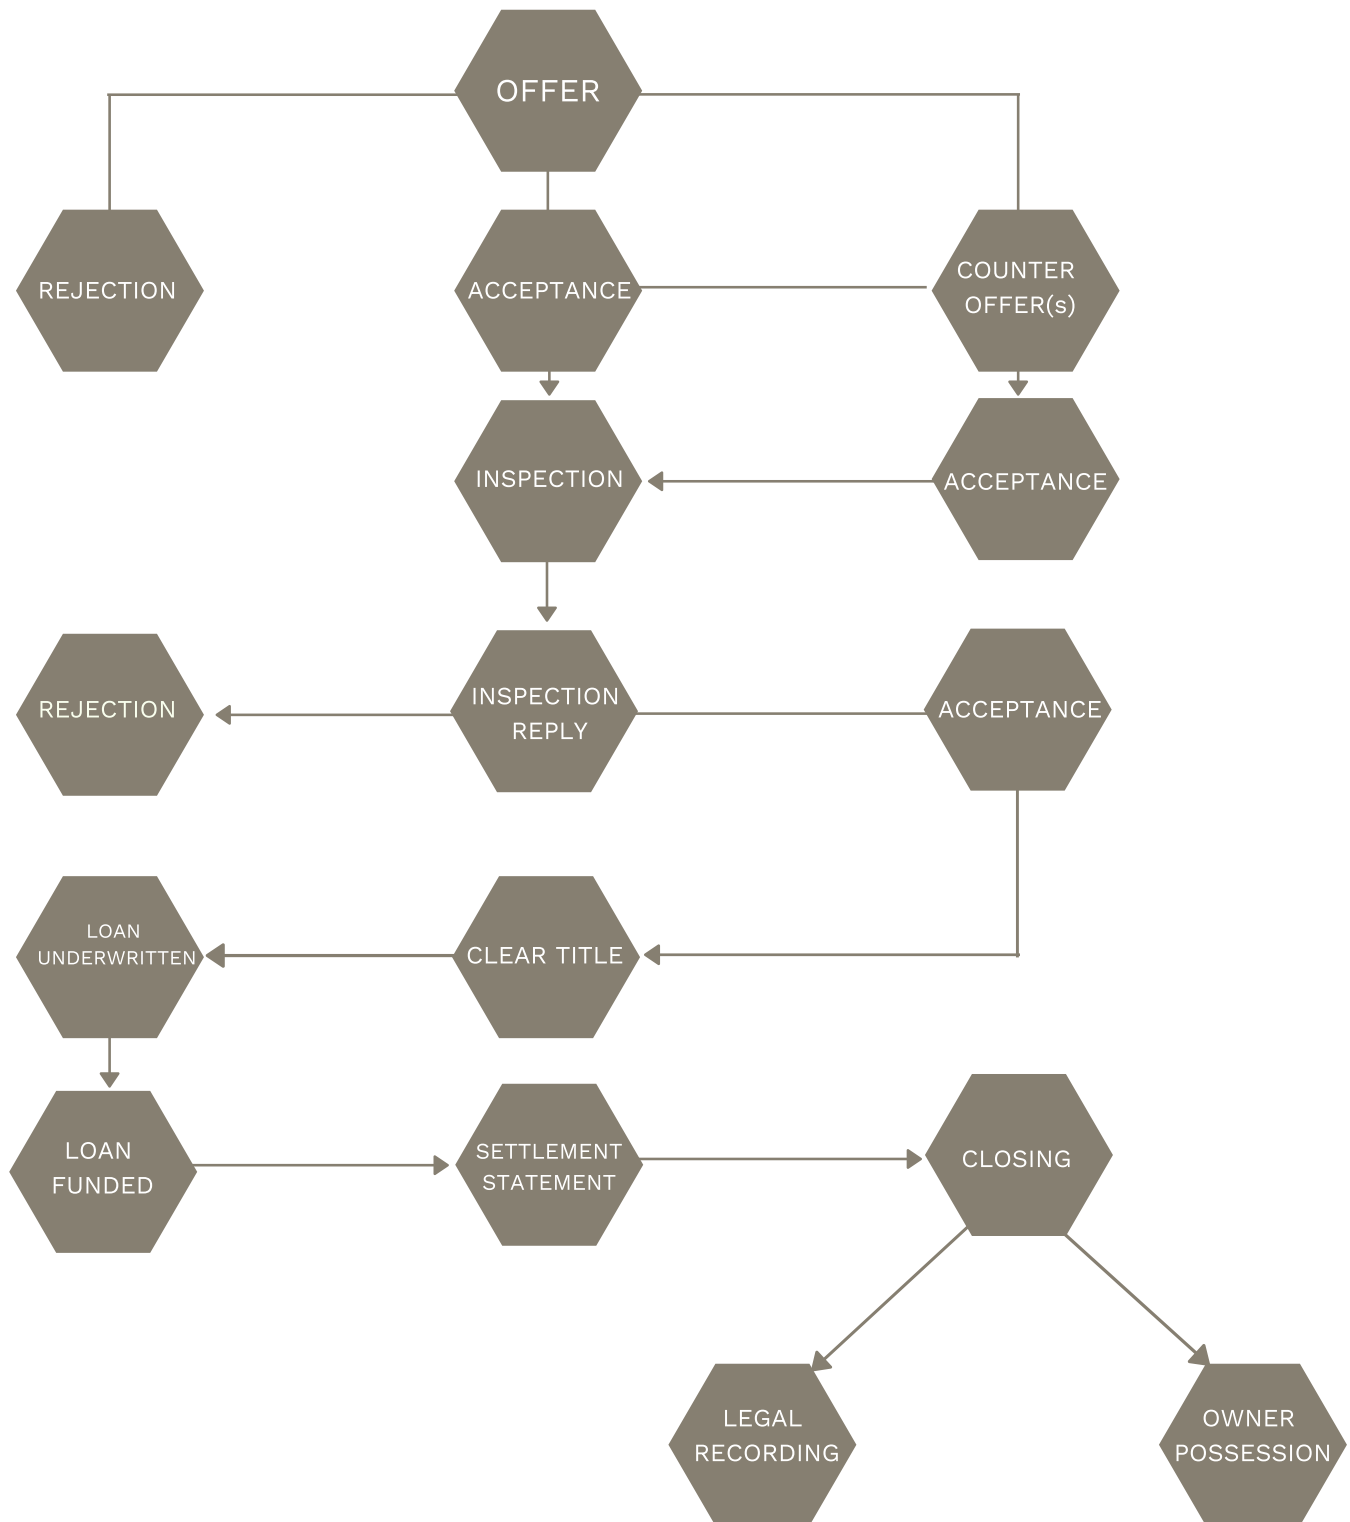 OFFER
REJECTION
ACCEPTANCE
COUNTER
OFFER(s)
INSPECTION
ACCEPTANCE
REJECTION
INSPECTION
REPLY
ACCEPTANCE
LOAN
UNDERWRITTEN
CLEAR TITLE
LOAN
FUNDED
SETTLEMENT
STATEMENT
CLOSING
LEGAL
RECORDING
OWNER
POSSESSION